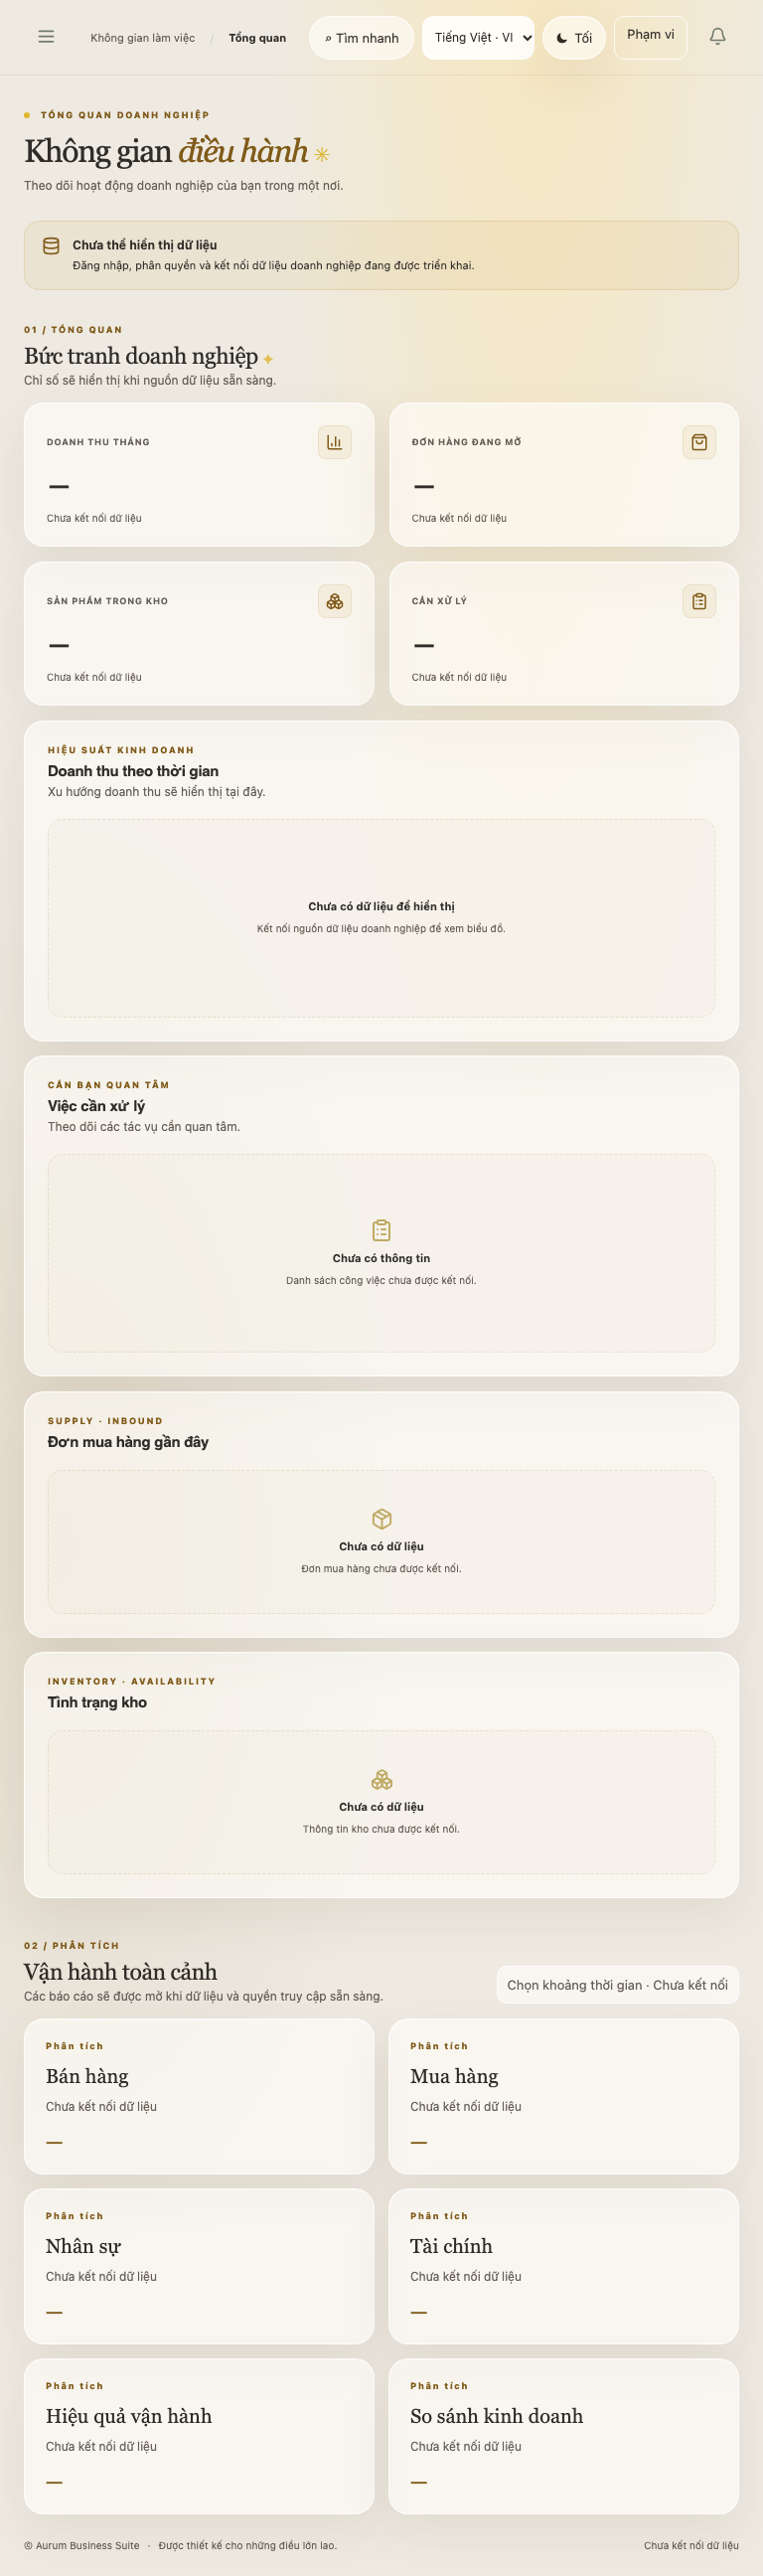 Không gian làm việc / Tổng quan
Tìm nhanh
Tiếng Việt · VI
Tối
Phạm vi
TỔNG QUAN DOANH NGHIỆP
Không gian điều hành
Theo dõi hoạt động doanh nghiệp của bạn trong một nơi.
Chưa thể hiển thị dữ liệu
Đăng nhập, phân quyền và kết nối dữ liệu doanh nghiệp đang được triển khai.
01 / TỔNG QUAN
Bức tranh doanh nghiệp
Chỉ số sẽ hiển thị khi nguồn dữ liệu sẵn sàng.
DOANH THU THÁNG
—
Chưa kết nối dữ liệu
ĐƠN HÀNG ĐANG MỞ
—
Chưa kết nối dữ liệu
SẢN PHẨM TRONG KHO
—
Chưa kết nối dữ liệu
CẦN XỬ LÝ
—
Chưa kết nối dữ liệu
HIỆU SUẤT KINH DOANH
Doanh thu theo thời gian
Xu hướng doanh thu sẽ hiển thị tại đây.
Chưa có dữ liệu để hiển thị
Kết nối nguồn dữ liệu doanh nghiệp để xem biểu đồ.
CẦN BẠN QUAN TÂM
Việc cần xử lý
Theo dõi các tác vụ cần quan tâm.
Chưa có thông tin
Danh sách công việc chưa được kết nối.
SUPPLY · INBOUND
Đơn mua hàng gần đây
Chưa có dữ liệu
Đơn mua hàng chưa được kết nối.
INVENTORY · AVAILABILITY
Tình trạng kho
Chưa có dữ liệu
Thông tin kho chưa được kết nối.
02 / PHÂN TÍCH
Vận hành toàn cảnh
Các báo cáo sẽ được mở khi dữ liệu và quyền truy cập sẵn sàng.
Chọn khoảng thời gian · Chưa kết nối
Phân tích
Bán hàng
Chưa kết nối dữ liệu
—
Phân tích
Mua hàng
Chưa kết nối dữ liệu
—
Phân tích
Nhân sự
Chưa kết nối dữ liệu
—
Phân tích
Tài chính
Chưa kết nối dữ liệu
—
Phân tích
Hiệu quả vận hành
Chưa kết nối dữ liệu
—
Phân tích
So sánh kinh doanh
Chưa kết nối dữ liệu
—
© Aurum Business Suite · Được thiết kế cho những điều lớn lao.
Chưa kết nối dữ liệu